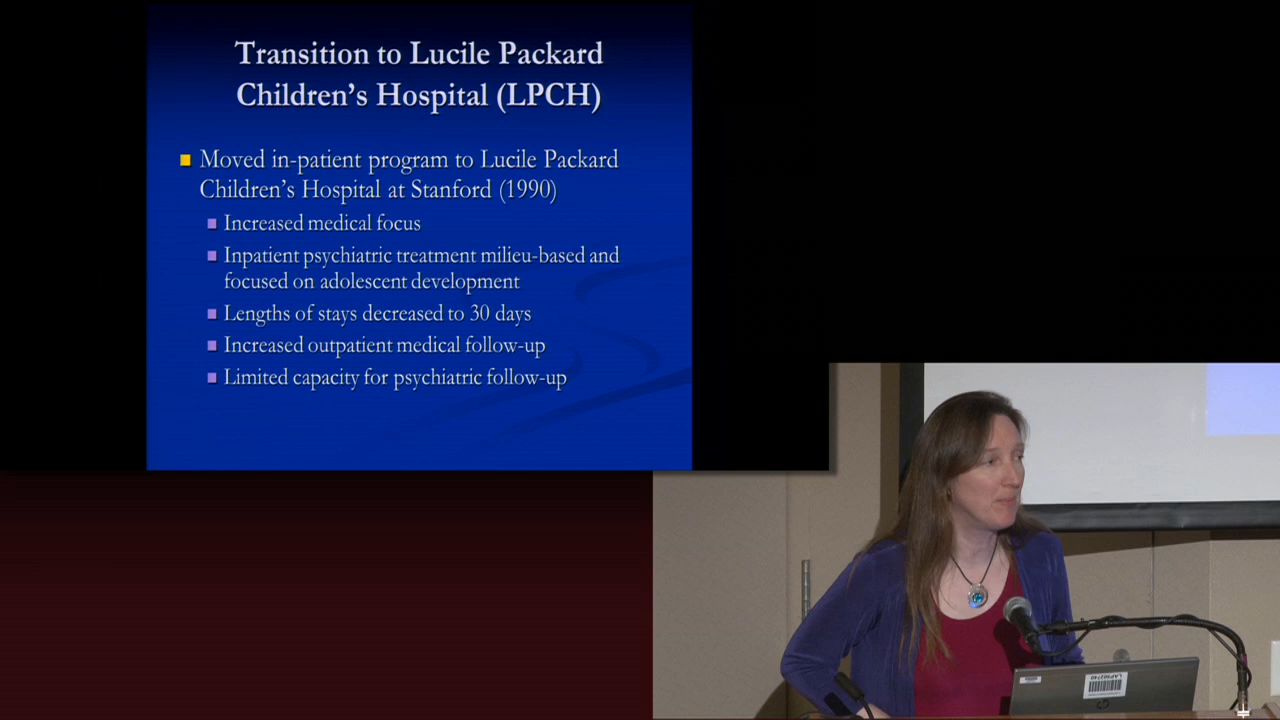 Transition to Lucile Packard
Children's Hospital (LPCH)
Moved in-patient program to Lucile Packard
Children's Hospital at Stanford (1990)
Increased medical focus
Inpatient psychiatric treatment milieu-based and
focused on adolescent development
Lengths of stays decreased to 30 days
Increased outpatient medical follow-up
Limited capacity for psychiatric follow-up
hp